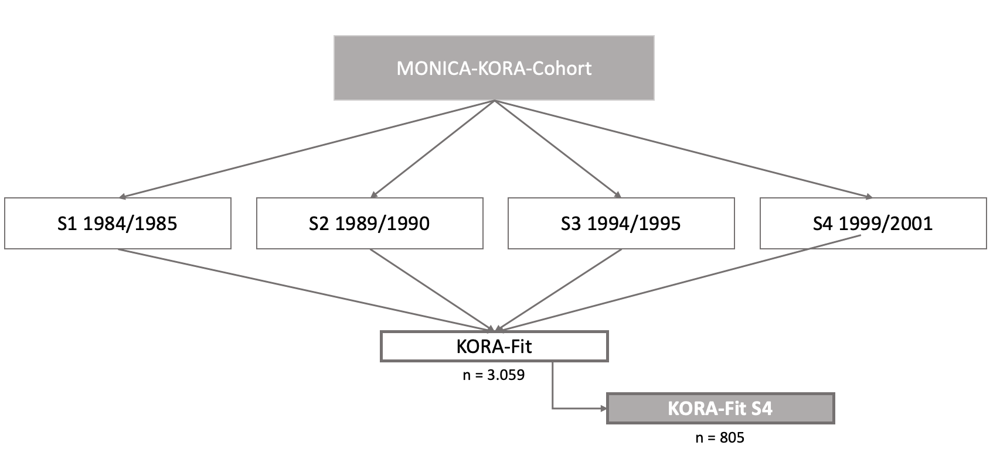 MONICA-KORA-Cohort
S1 1984/1985
S2 1989/1990
S3 1994/1995
S4 1999/2001
KORA-Fit
n = 3.059
KORA-Fit S4
n = 805